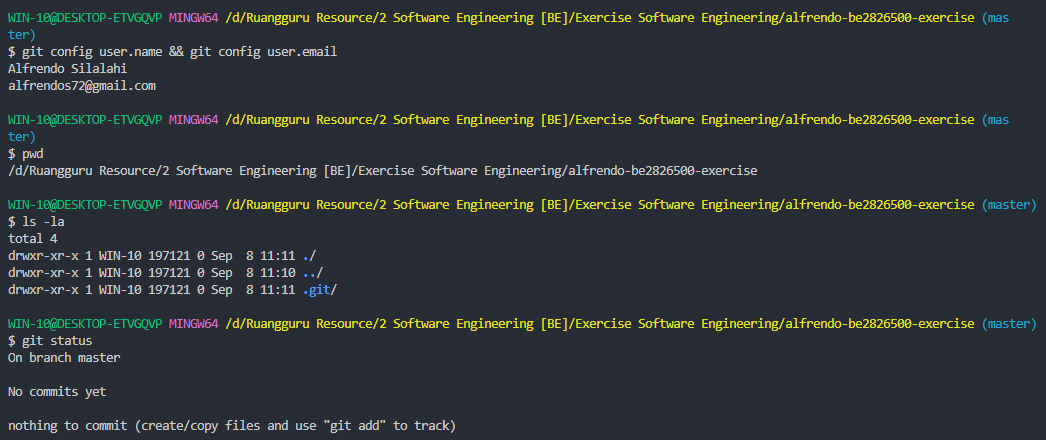 WIN-10@DESKTOP-ETVGQVP MINGW64 /d/Ruangguru Resource/2 Software Engineering [BE]/Exercise Software Engineering/alfrendo-be2826500-exercise (mas
ter)
$ git config user.name && git config user.email
Alfrendo Silalahi
alfrendos72@gmail.com
WIN-10@DESKTOP-ETVGQVP MINGW64 /d/Ruangguru Resource/2 Software Engineering [BE]/Exercise Software Engineering/alfrendo-be2826500-exercise (mas
ter)
$ pwd
/d/Ruangguru Resource/2 Software Engineering [BE]/Exercise Software Engineering/alfrendo-be2826500-exercise
WIN-10@DESKTOP-ETVGQVP MINGW64 /d/Ruangguru Resource/2 Software Engineering [BE]/Exercise Software Engineering/alfrendo-be2826500-exercise (master)
$ ls -la
total 4
drwxr-xr-x 1 WIN-10 197121 0 Sep  8 11:11 ./
drwxr-xr-x 1 WIN-10 197121 0 Sep  8 11:10 ../
drwxr-xr-x 1 WIN-10 197121 0 Sep  8 11:11 .git/
WIN-10@DESKTOP-ETVGQVP MINGW64 /d/Ruangguru Resource/2 Software Engineering [BE]/Exercise Software Engineering/alfrendo-be2826500-exercise (master)
$ git status
On branch master
No commits yet
nothing to commit (create/copy files and use "git add" to track)